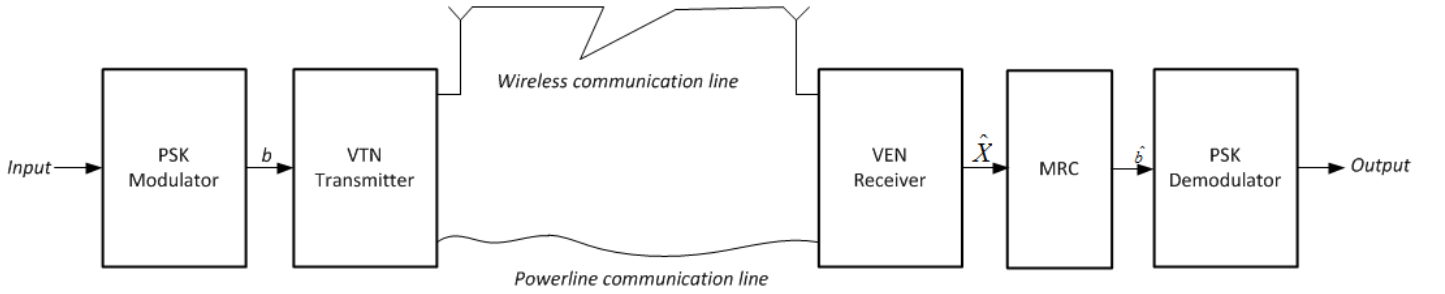 Wireless communication line
Input
PSK
Modulator
b
VTN
Transmitter
VEN
Receiver
X̂
MRC
b̂
PSK
Demodulator
Output
Powerline communication line